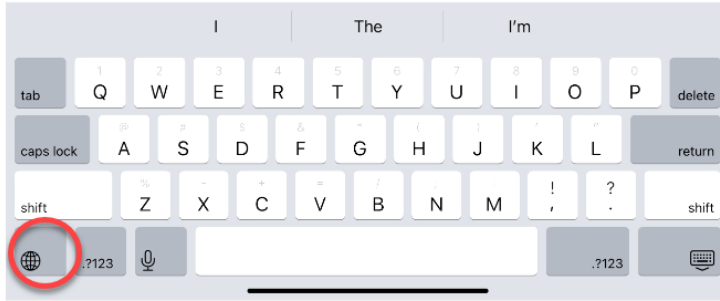 I The I'm
1 2 3 4 5 6 7 8 9 0
tab Q W E R T Y U I O P delete
@ # $ & * ( ) ' "
caps lock A S D F G H J K L return
% - + = / ! ?
shift Z X C V B N M , . shift
.?123 .?123